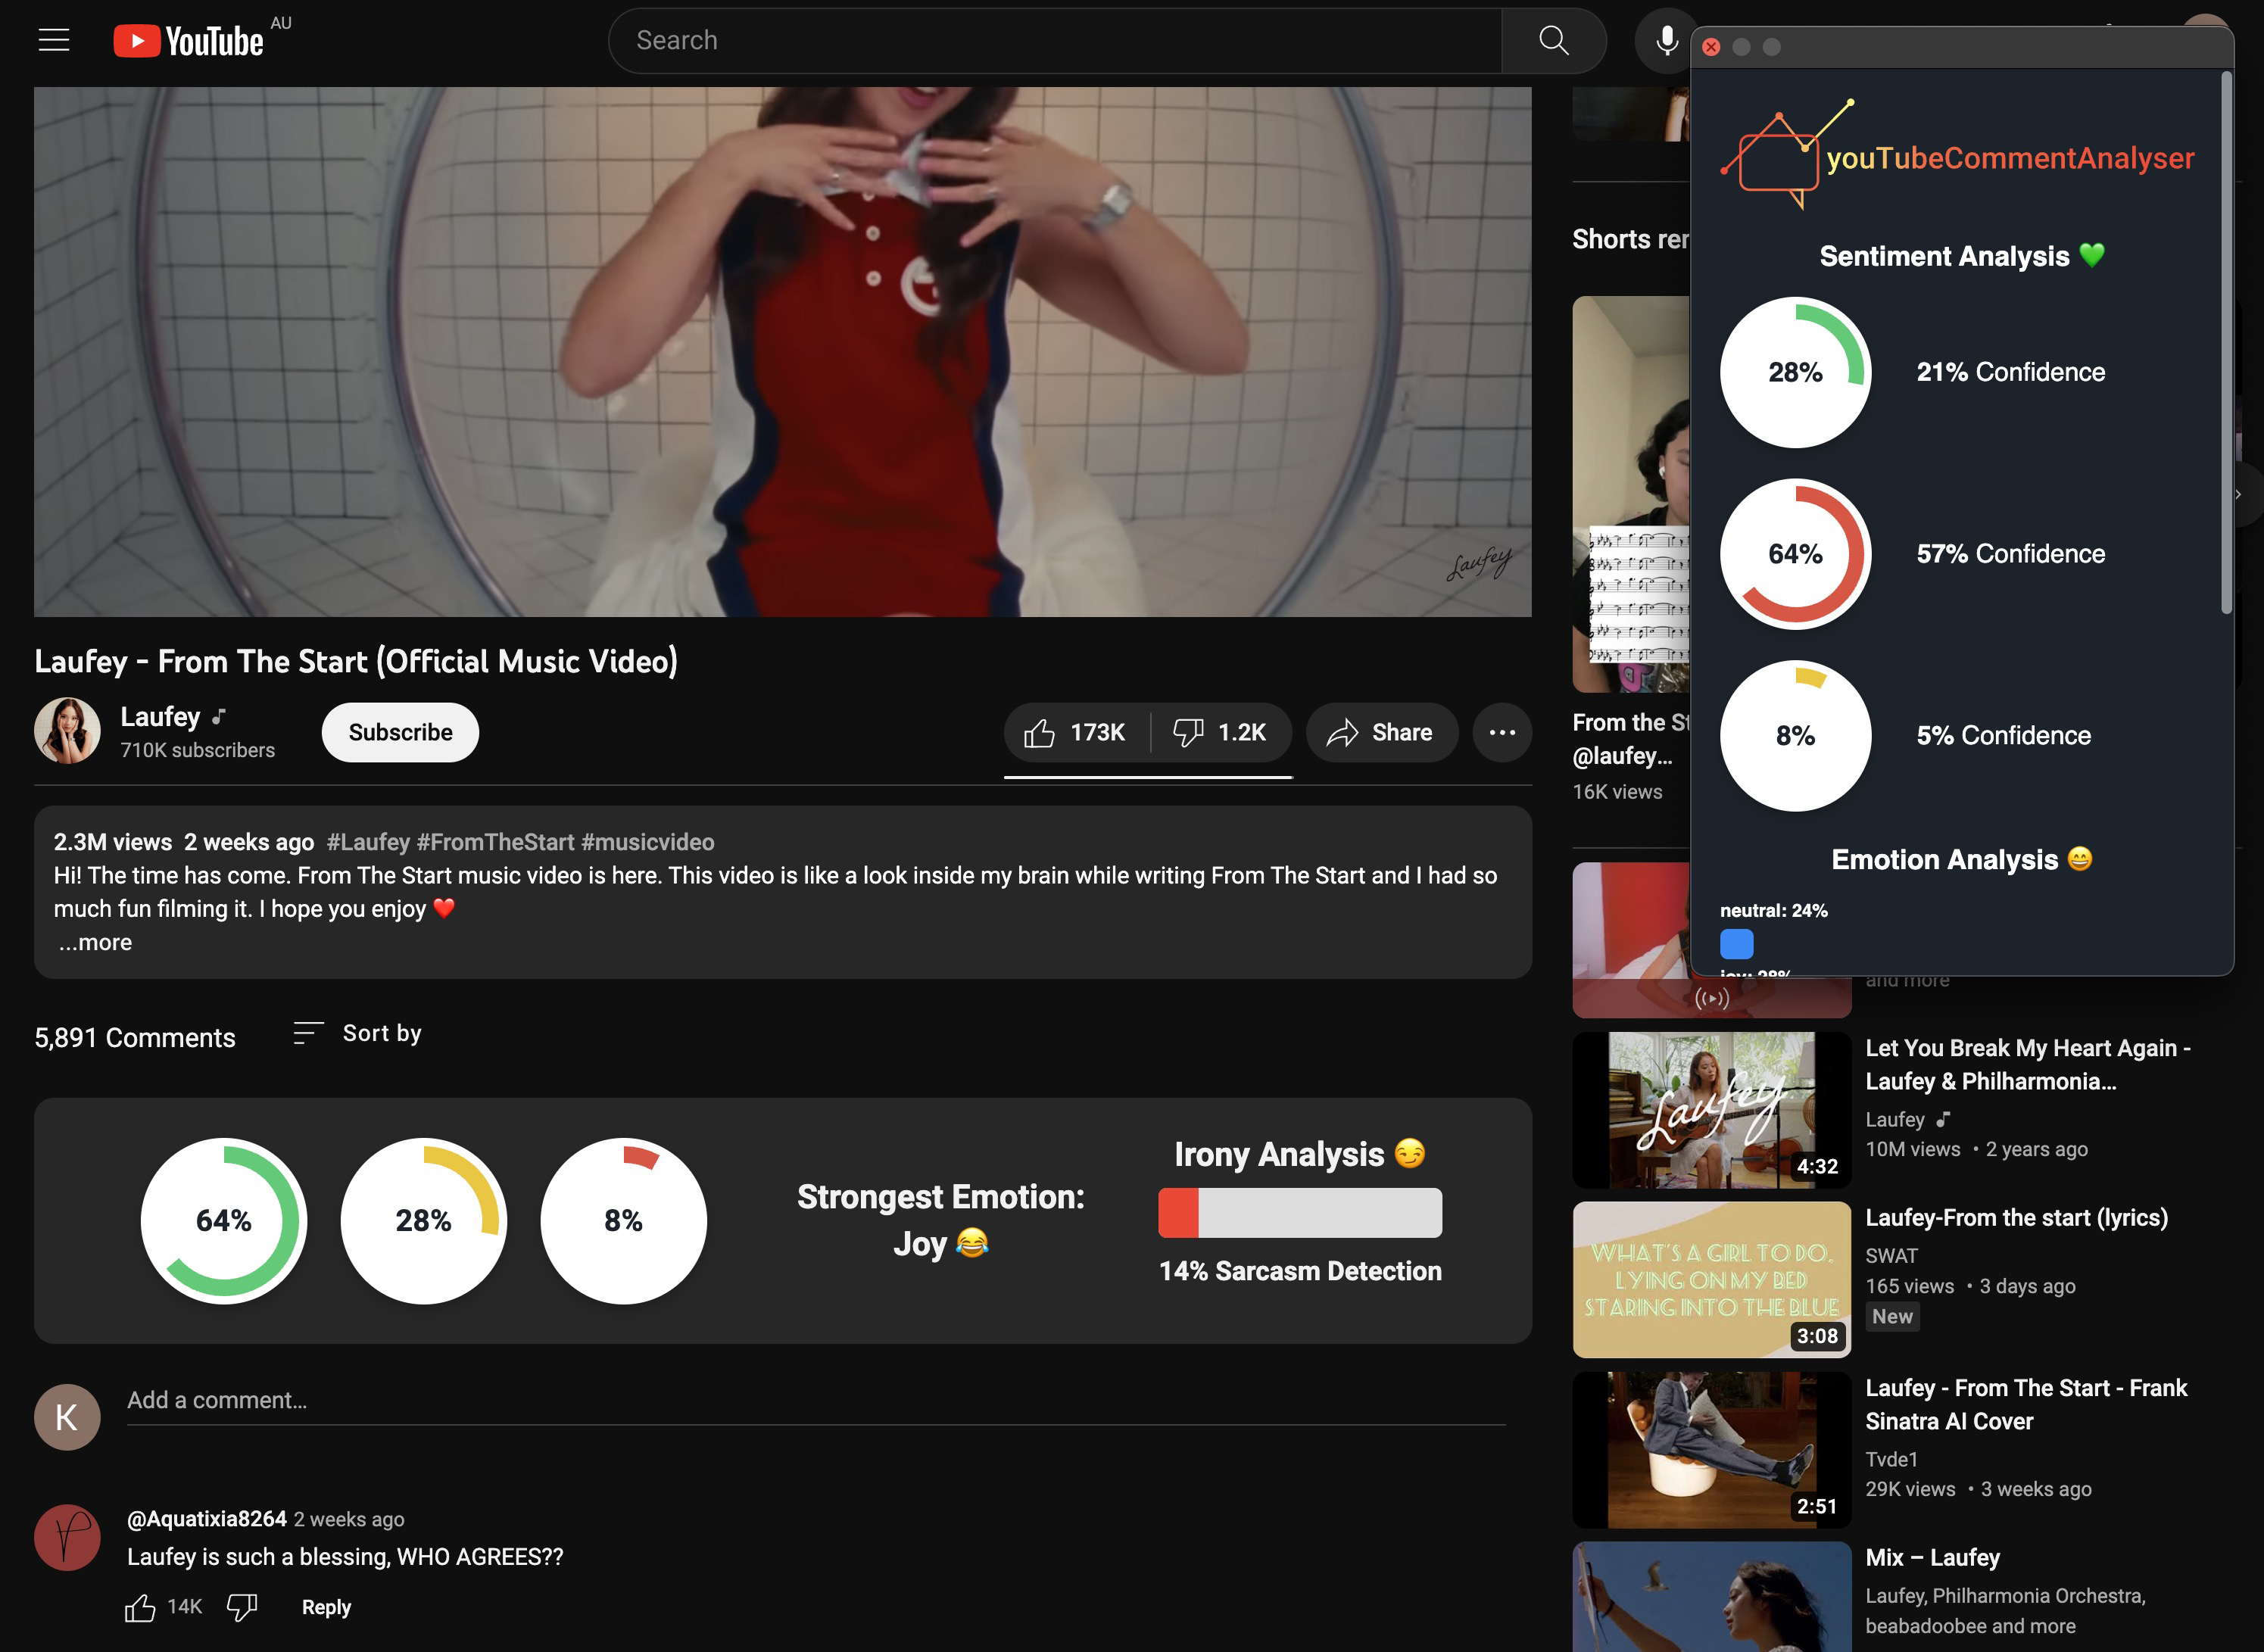 YouTube AU
Search
Laufey
Laufey - From The Start (Official Music Video)
Laufey
710K subscribers
Subscribe
173K
1.2K
Share
2.3M views 2 weeks ago #Laufey #FromTheStart #musicvideo
Hi! The time has come. From The Start music video is here. This video is like a look inside my brain while writing From The Start and I had so
much fun filming it. I hope you enjoy ❤️
...more
5,891 Comments
Sort by
64%
28%
8%
Strongest Emotion:
Joy 😂
Irony Analysis 😏
14% Sarcasm Detection
K
Add a comment...
@Aquatixia8264 2 weeks ago
Laufey is such a blessing, WHO AGREES??
14K
Reply
Shorts
From the
@laufey...
16K views
youTubeCommentAnalyser
Sentiment Analysis 💚
28%
21% Confidence
64%
57% Confidence
8%
5% Confidence
Emotion Analysis 😄
neutral: 24%
joy: 28%
and more
Laufey
4:32
Let You Break My Heart Again -
Laufey & Philharmonia...
Laufey
10M views • 2 years ago
WHAT'S A GIRL TO DO,
LYING ON MY BED
STARING INTO THE BLUE
3:08
Laufey-From the start (lyrics)
SWAT
165 views • 3 days ago
New
2:51
Laufey - From The Start - Frank
Sinatra AI Cover
Tvde1
29K views • 3 weeks ago
Mix – Laufey
Laufey, Philharmonia Orchestra,
beabadoobee and more